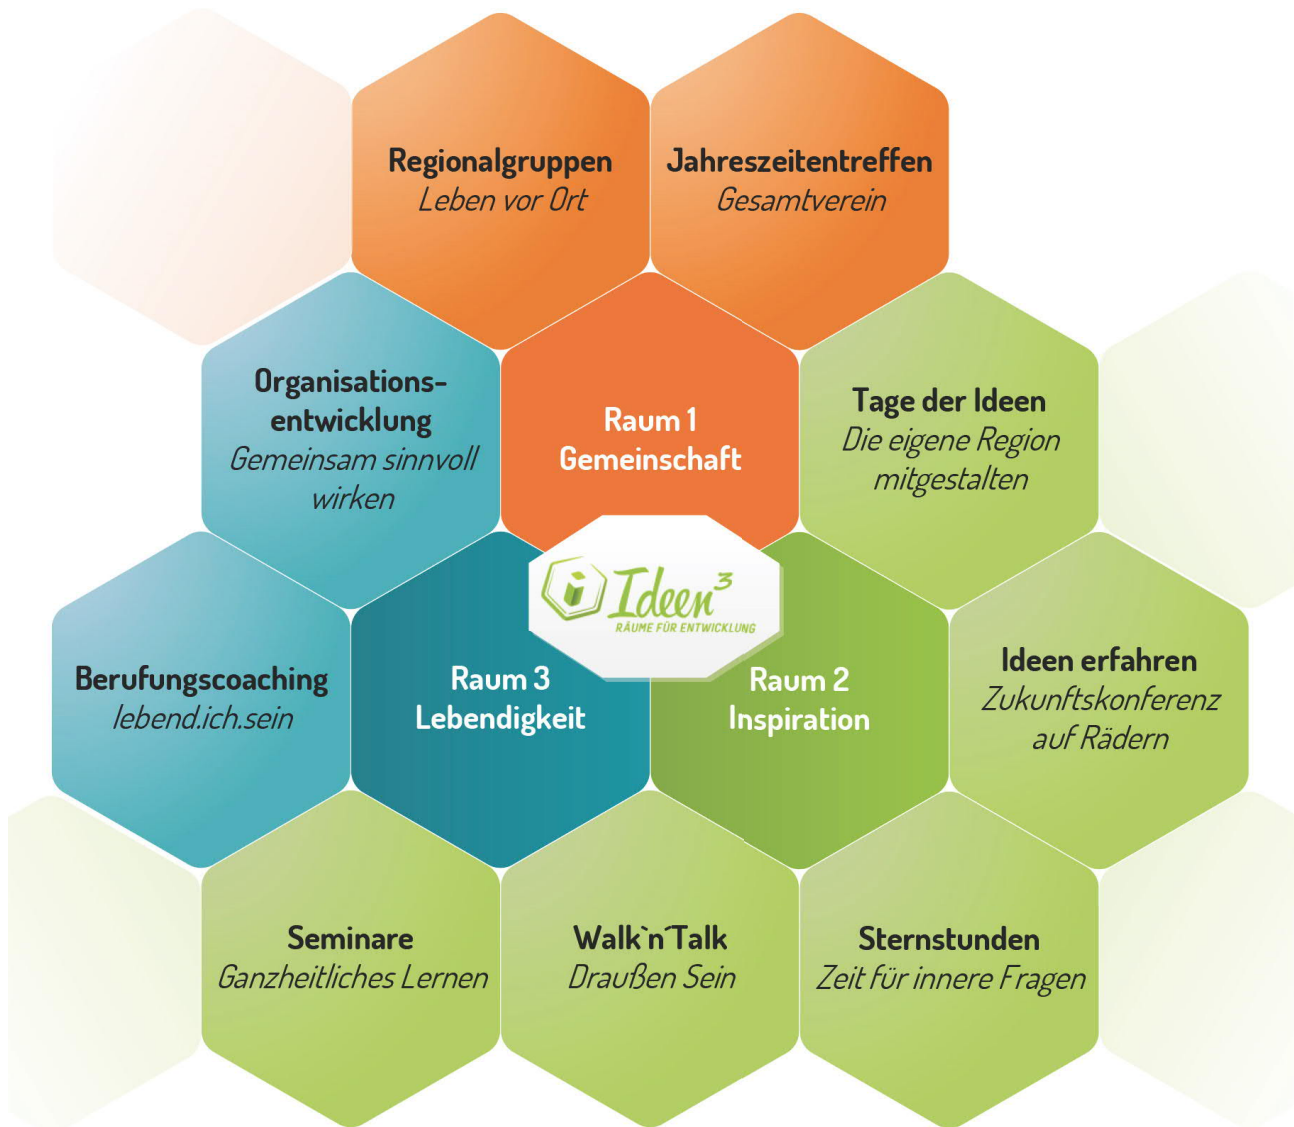 Regionalgruppen
Leben vor Ort
Jahreszeitentreffen
Gesamtverein
Organisations-
entwicklung
Gemeinsam sinnvoll
wirken
Raum 1
Gemeinschaft
Tage der Ideen
Die eigene Region
mitgestalten
Ideen³
RÄUME FÜR ENTWICKLUNG
Berufungscoaching
lebend.ich.sein
Raum 3
Lebendigkeit
Raum 2
Inspiration
Ideen erfahren
Zukunftskonferenz
auf Rädern
Seminare
Ganzheitliches Lernen
Walk`n´Talk
Draußen Sein
Sternstunden
Zeit für innere Fragen